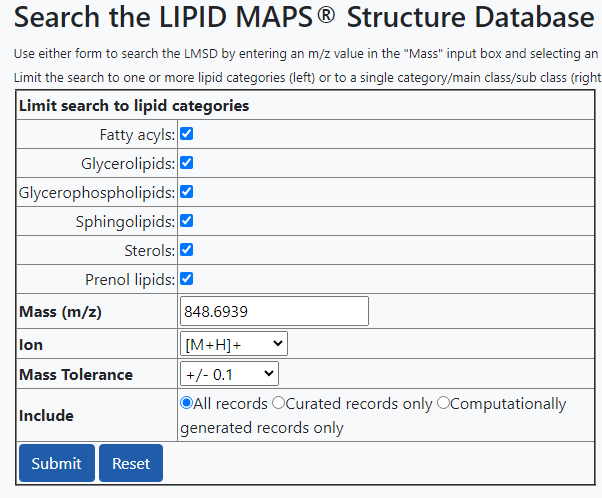 Search the LIPID MAPS® Structure Database
Use either form to search the LMSD by entering an m/z value in the "Mass" input box and selecting an
Limit the search to one or more lipid categories (left) or to a single category/main class/sub class (right
Limit search to lipid categories
Fatty acyls:
Glycerolipids:
Glycerophospholipids:
Sphingolipids:
Sterols:
Prenol lipids:
Mass (m/z) 848.6939
Ion [M+H]+
Mass Tolerance +/- 0.1
Include All records Curated records only Computationally
generated records only
Submit Reset